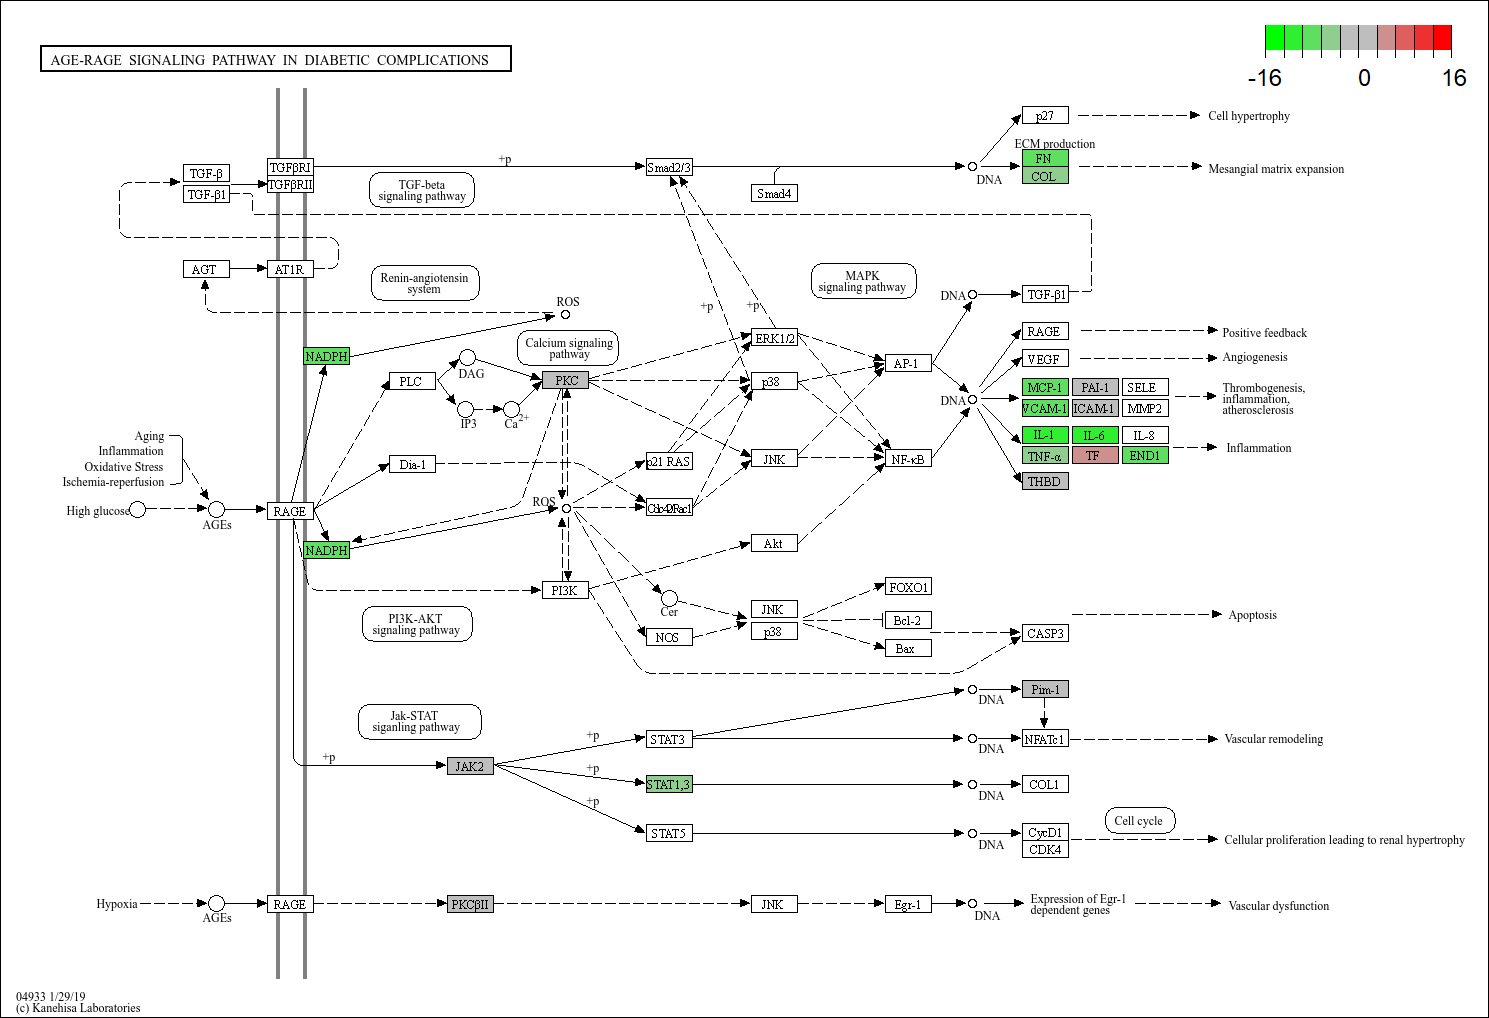 AGE-RAGE SIGNALING PATHWAY IN DIABETIC COMPLICATIONS
-16 0 16
p27
Cell hypertrophy
ECM production
FN
COL
Mesangial matrix expansion
DNA
TGF-β
TGF-β1
TGFβRI
TGFβRII
+p
TGF-beta
signaling pathway
Smad2/3
Smad4
AGT
AT1R
Renin-angiotensin
system
ROS
MAPK
signaling pathway
+p
+p
DNA
TGF-β1
NADPH
Calcium signaling
pathway
ERK1/2
AP-1
RAGE
Positive feedback
VEGF
Angiogenesis
PLC
DAG
IP3
Ca2+
PKC
p38
DNA
MCP-1
PAI-1
SELE
VCAM-1
ICAM-1
MMP2
Thrombogenesis,
inflammation,
atherosclerosis
IL-1
IL-6
IL-8
TNF-α
TF
END1
Inflammation
THBD
Aging
Inflammation
Oxidative Stress
Ischemia-reperfusion
High glucose
AGEs
RAGE
Dia-1
p21 RAS
JNK
NF-κB
ROS
Cdc42/Rac1
NADPH
Akt
PI3K
PI3K-AKT
signaling pathway
Cer
NOS
JNK
p38
FOXO1
Bcl-2
Bax
CASP3
Apoptosis
DNA
Pim-1
Jak-STAT
siganling pathway
+p
JAK2
+p
STAT3
DNA
NFATc1
Vascular remodeling
+p
STAT1,3
DNA
COL1
+p
STAT5
DNA
CycD1
CDK4
Cell cycle
Cellular proliferation leading to renal hypertrophy
Hypoxia
AGEs
RAGE
PKCβII
JNK
Egr-1
DNA
Expression of Egr-1
dependent genes
Vascular dysfunction
04933 1/29/19
(c) Kanehisa Laboratories